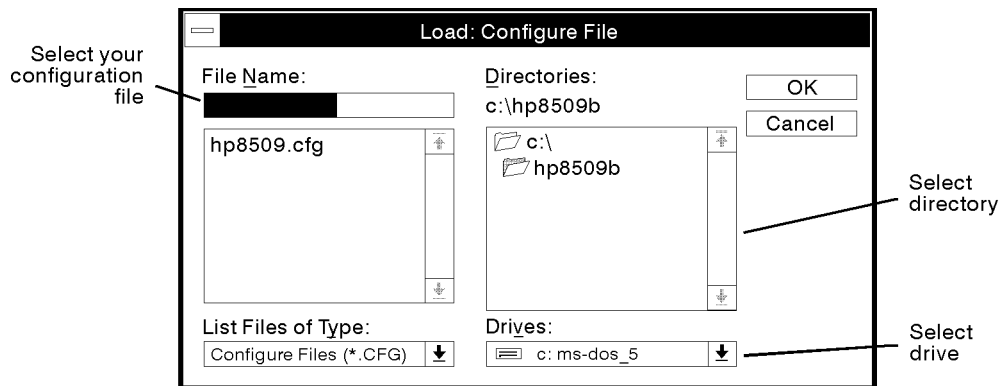 Load: Configure File
Select your
configuration
file
File Name:
hp8509.cfg
List Files of Type:
Configure Files (*.CFG)
Directories:
c:\hp8509b
c:\
hp8509b
Drives:
c: ms-dos_5
OK
Cancel
Select
directory
Select
drive